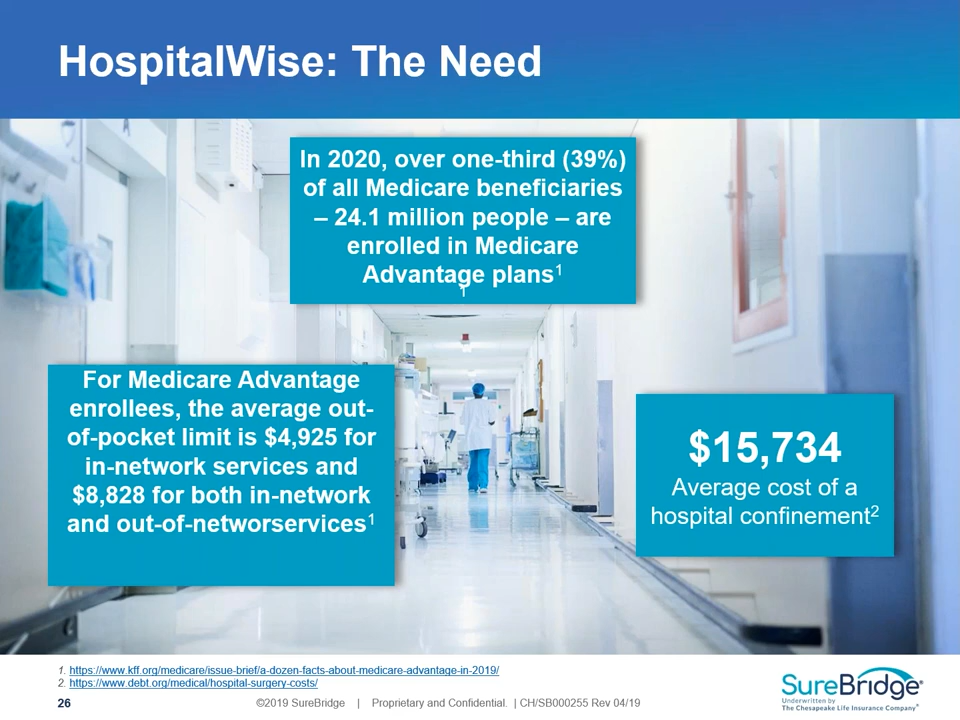 HospitalWise: The Need
In 2020, over one-third (39%)
of all Medicare beneficiaries
– 24.1 million people – are
enrolled in Medicare
Advantage plans1
1
For Medicare Advantage
enrollees, the average out-
of-pocket limit is $4,925 for
in-network services and
$8,828 for both in-network
and out-of-networservices1
$15,734
Average cost of a
hospital confinement2
1. https://www.kff.org/medicare/issue-brief/a-dozen-facts-about-medicare-advantage-in-2019/
2. https://www.debt.org/medical/hospital-surgery-costs/
26
©2019 SureBridge | Proprietary and Confidential. | CH/SB000255 Rev 04/19
SureBridge®
Underwritten by
The Chesapeake Life Insurance Company®